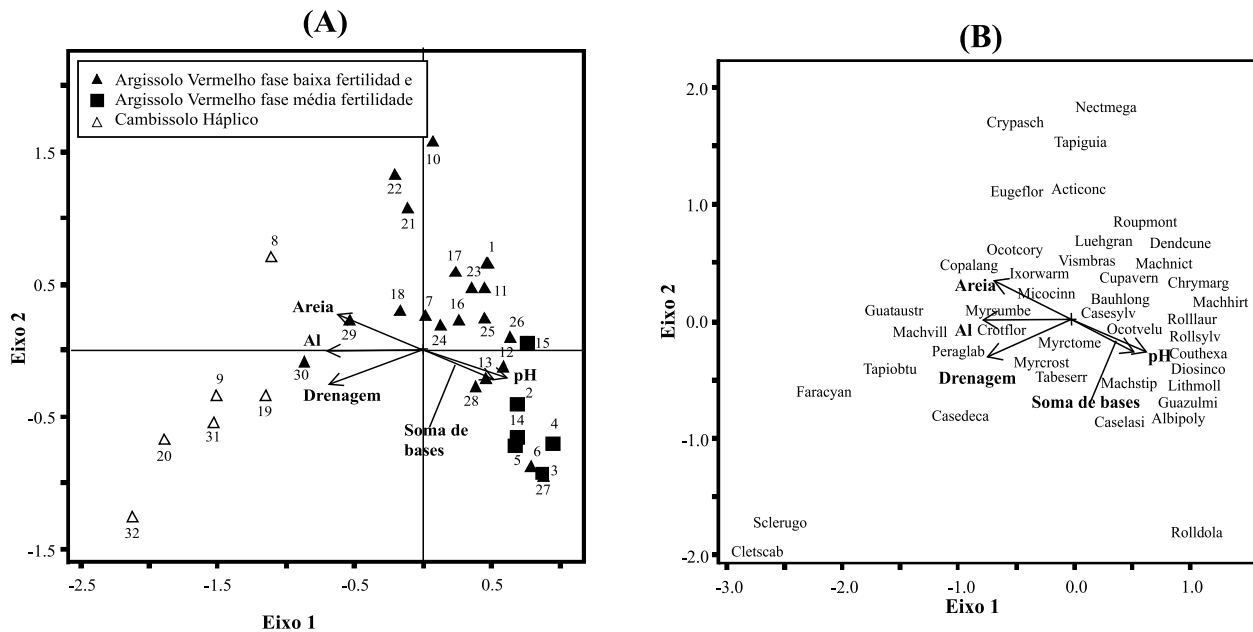 (A)
Argissolo Vermelho fase baixa fertilidad e
Argissolo Vermelho fase média fertilidade
Cambissolo Háplico
1.5
0.5
-0.5
-1.5
Eixo 2
10
22
21
8
17
1
23
11
18
7
16
29
24
25
26
15
Areia
Al
30
12
13
pH
Drenagem
9
19
28
2
31
14
4
Soma de
bases
5
6
3
20
27
32
-2.5
-1.5
-0.5
0.5
Eixo 1
(B)
2.0
1.0
0.0
-1.0
-2.0
Eixo 2
Nectmega
Crypasch
Tapiguia
Eugeflor
Acticonc
Roupmont
Luehgran
Dendcune
Ocotcory
Vismbras
Machnict
Copalang
Ixorwarm
Cupavern
Chrymarg
Areia
Micocinn
Bauhlong
Machhirt
Guataustr
Myrsumbe
Casesylv
Rolllaur
Machvill
Al
Crotflor
Ocotvelu
Rollsylv
Peraglab
Myrctome
pH
Couthexa
Tapiobtu
Myrcrost
Diosinco
Drenagem
Tabeserr
Machstip
Lithmoll
Faracyan
Soma de bases
Guazulmi
Casedeca
Caselasi
Albipoly
Sclerugo
Rolldola
Cletscab
-3.0
-2.0
-1.0
0.0
1.0
Eixo 1